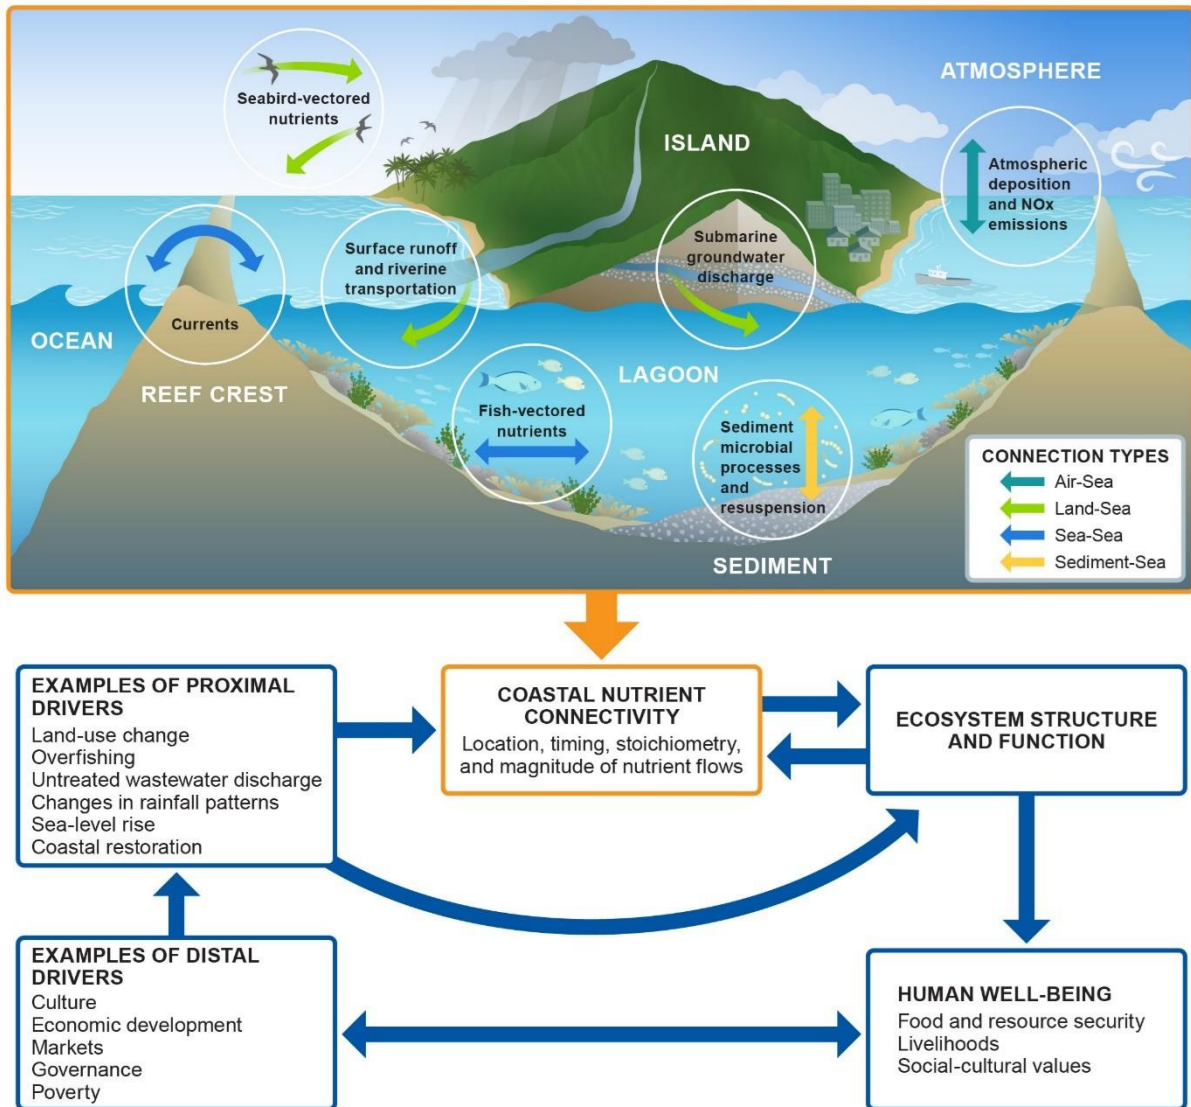 ATMOSPHERE
Seabird-vectored
nutrients
ISLAND
Atmospheric
deposition
and NOx
emissions
Surface runoff
and riverine
transportation
Submarine
groundwater
discharge
Currents
OCEAN
REEF CREST
LAGOON
Fish-vectored
nutrients
Sediment
microbial
processes
and
resuspension
SEDIMENT
CONNECTION TYPES
Air-Sea
Land-Sea
Sea-Sea
Sediment-Sea
EXAMPLES OF PROXIMAL
DRIVERS
Land-use change
Overfishing
Untreated wastewater discharge
Changes in rainfall patterns
Sea-level rise
Coastal restoration
COASTAL NUTRIENT
CONNECTIVITY
Location, timing, stoichiometry,
and magnitude of nutrient flows
ECOSYSTEM STRUCTURE
AND FUNCTION
EXAMPLES OF DISTAL
DRIVERS
Culture
Economic development
Markets
Governance
Poverty
HUMAN WELL-BEING
Food and resource security
Livelihoods
Social-cultural values